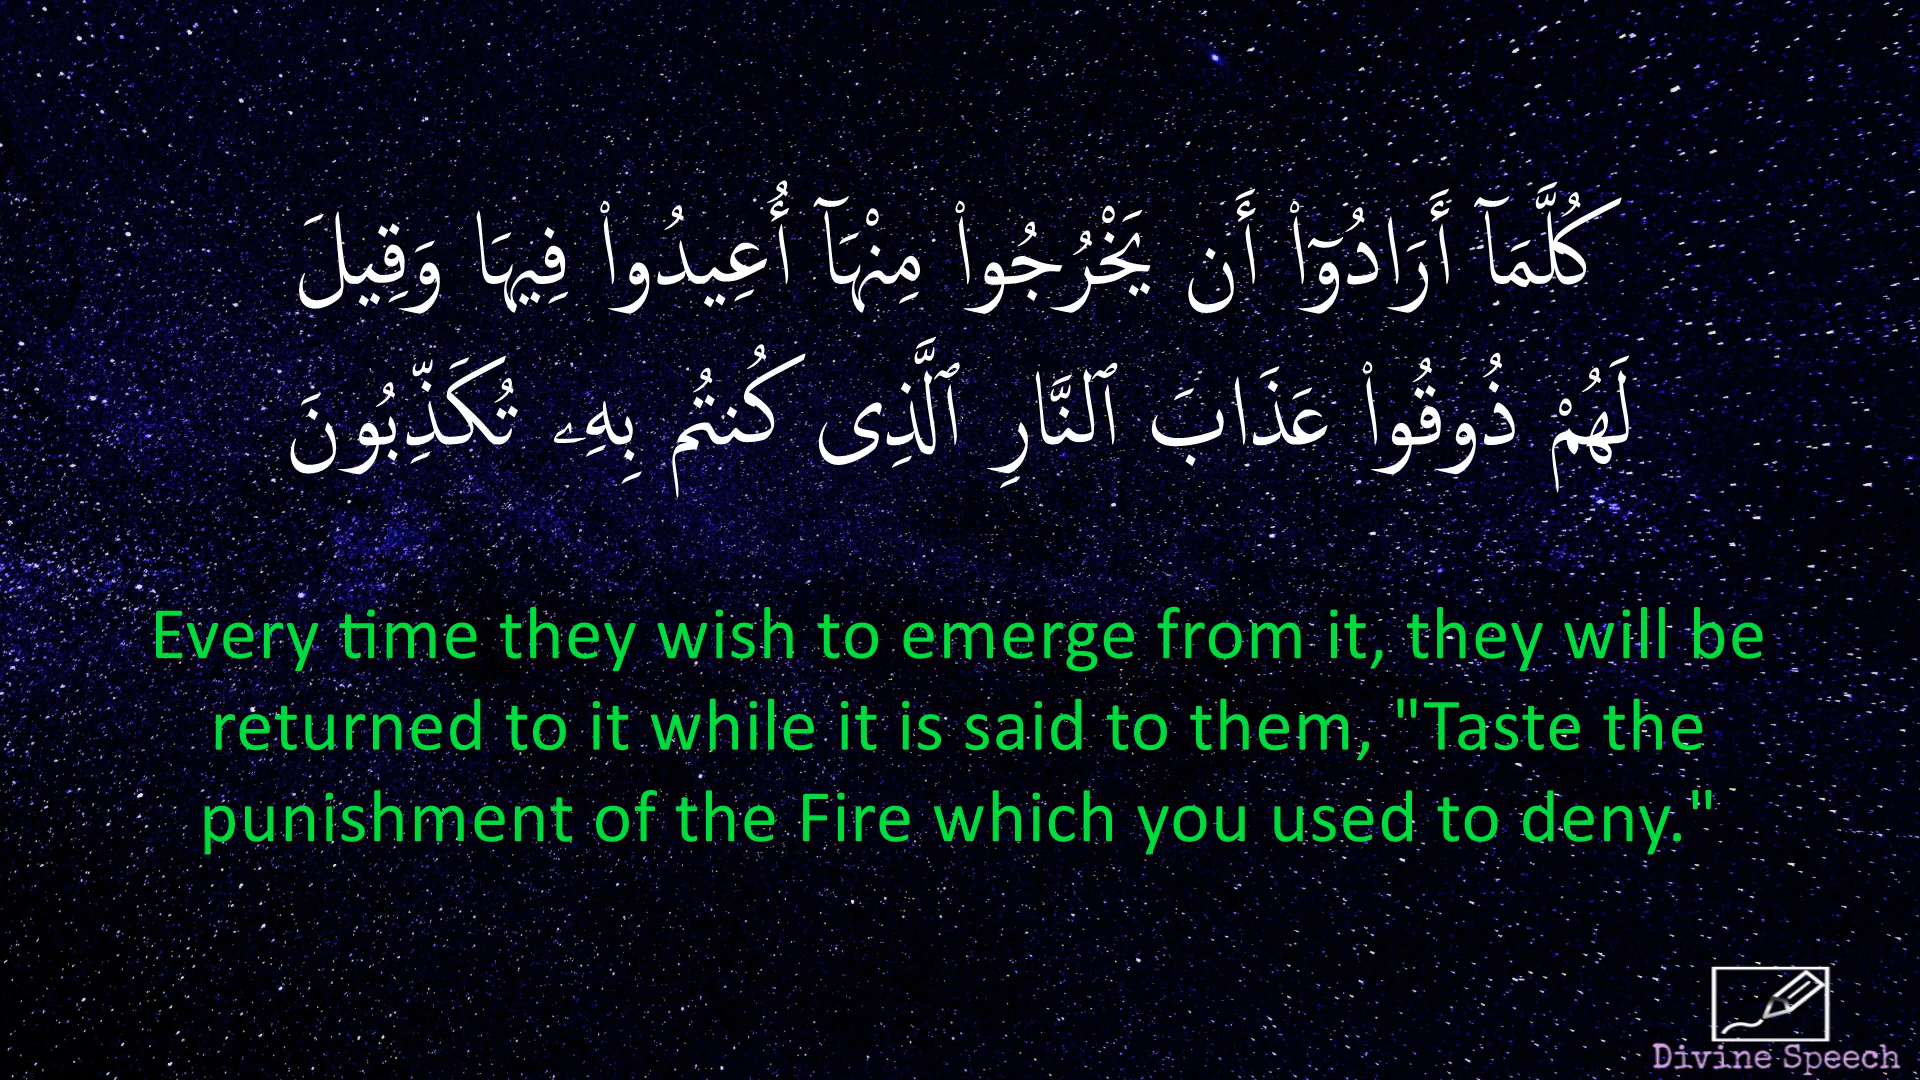 كُلَّمَآ أَرَادُوٓا۟ أَن يَخْرُجُوا۟ مِنْهَآ أُعِيدُوا۟ فِيهَا وَقِيلَ
لَهُمْ ذُوقُوا۟ عَذَابَ ٱلنَّارِ ٱلَّذِى كُنتُم بِهِۦ تُكَذِّبُونَ
Every time they wish to emerge from it, they will be
returned to it while it is said to them, "Taste the
punishment of the Fire which you used to deny."
Divine Speech